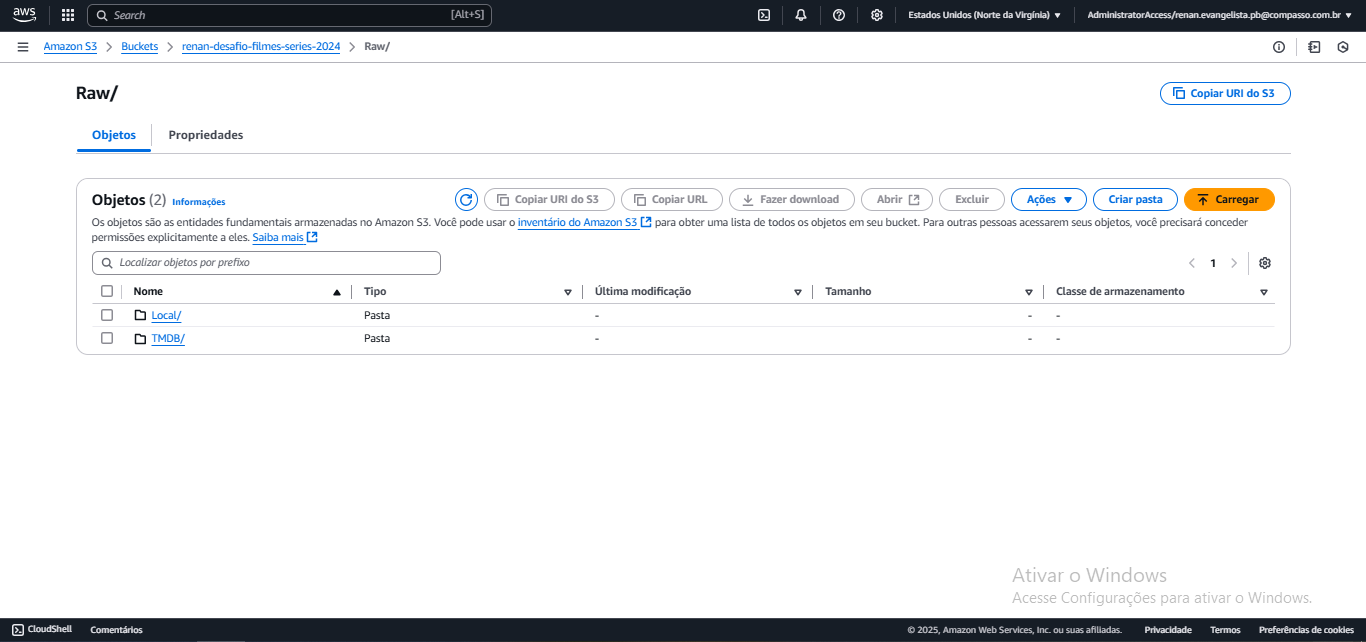 aws
Search [Alt+S]
Estados Unidos (Norte da Virgínia) ▼
AdministratorAccess/renan.evangelista.pb@compasso.com.br ▼
Amazon S3 > Buckets > renan-desafio-filmes-series-2024 > Raw/
Raw/
Copiar URI do S3
Objetos Propriedades
Objetos (2) Informações
Copiar URI do S3 Copiar URL Fazer download Abrir Excluir Ações ▼ Criar pasta Carregar
Os objetos são as entidades fundamentais armazenadas no Amazon S3. Você pode usar o inventário do Amazon S3 para obter uma lista de todos os objetos em seu bucket. Para outras pessoas acessarem seus objetos, você precisará conceder
permissões explicitamente a eles. Saiba mais
Localizar objetos por prefixo
< 1 >
Nome ▲ Tipo Última modificação Tamanho Classe de armazenamento
Local/ Pasta - - -
TMDB/ Pasta - - -
Ativar o Windows
Acesse Configurações para ativar o Windows.
CloudShell Comentários © 2025, Amazon Web Services, Inc. ou suas afiliadas. Privacidade Termos Preferências de cookies